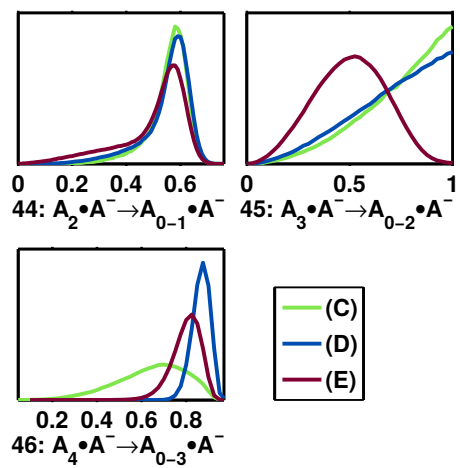 0 0.2 0.4 0.6
44: A₂•A⁻→A₀₋₁•A⁻
0 0.5 1
45: A₃•A⁻→A₀₋₂•A⁻
0.2 0.4 0.6 0.8
46: A₄•A⁻→A₀₋₃•A⁻
(C)
(D)
(E)